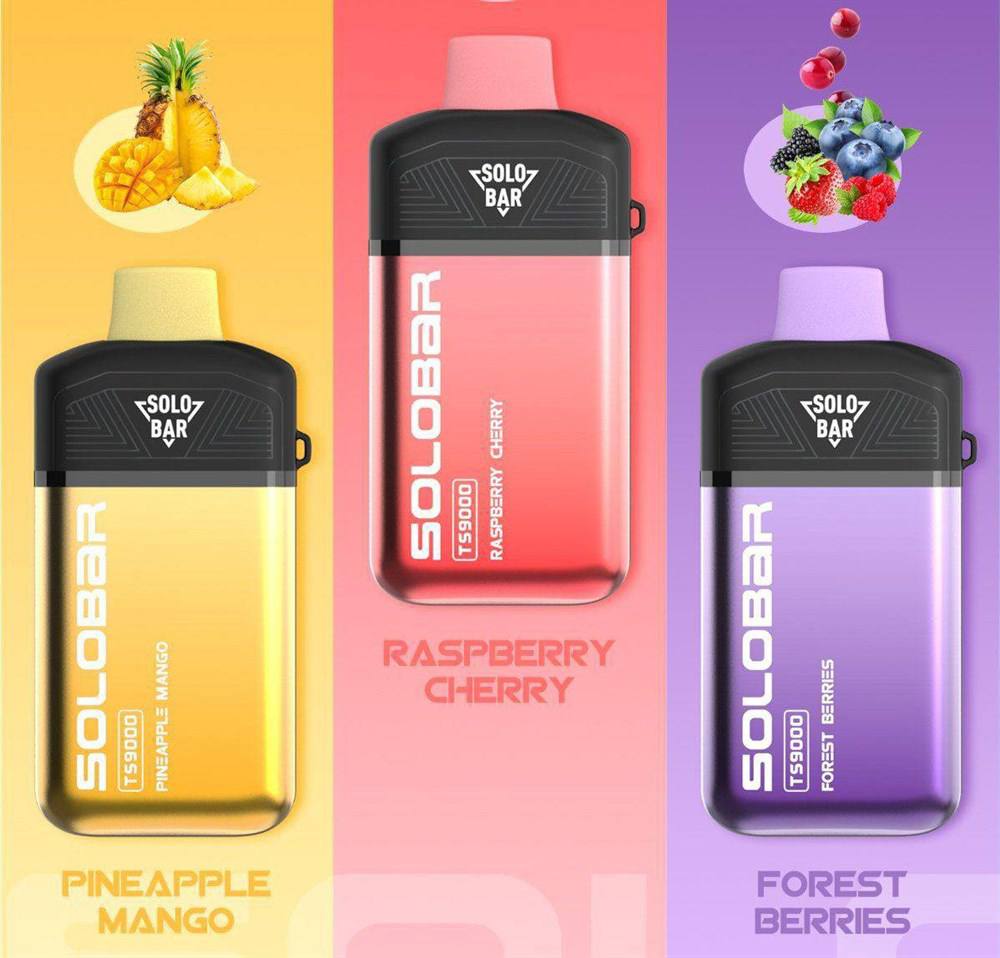 SOLO
BAR
SOLOBAR
TS9000
PINEAPPLE MANGO
PINEAPPLE
MANGO
SOLO
BAR
SOLOBAR
TS9000
RASPBERRY CHERRY
RASPBERRY
CHERRY
SOLO
BAR
SOLOBAR
TS9000
FOREST BERRIES
FOREST
BERRIES